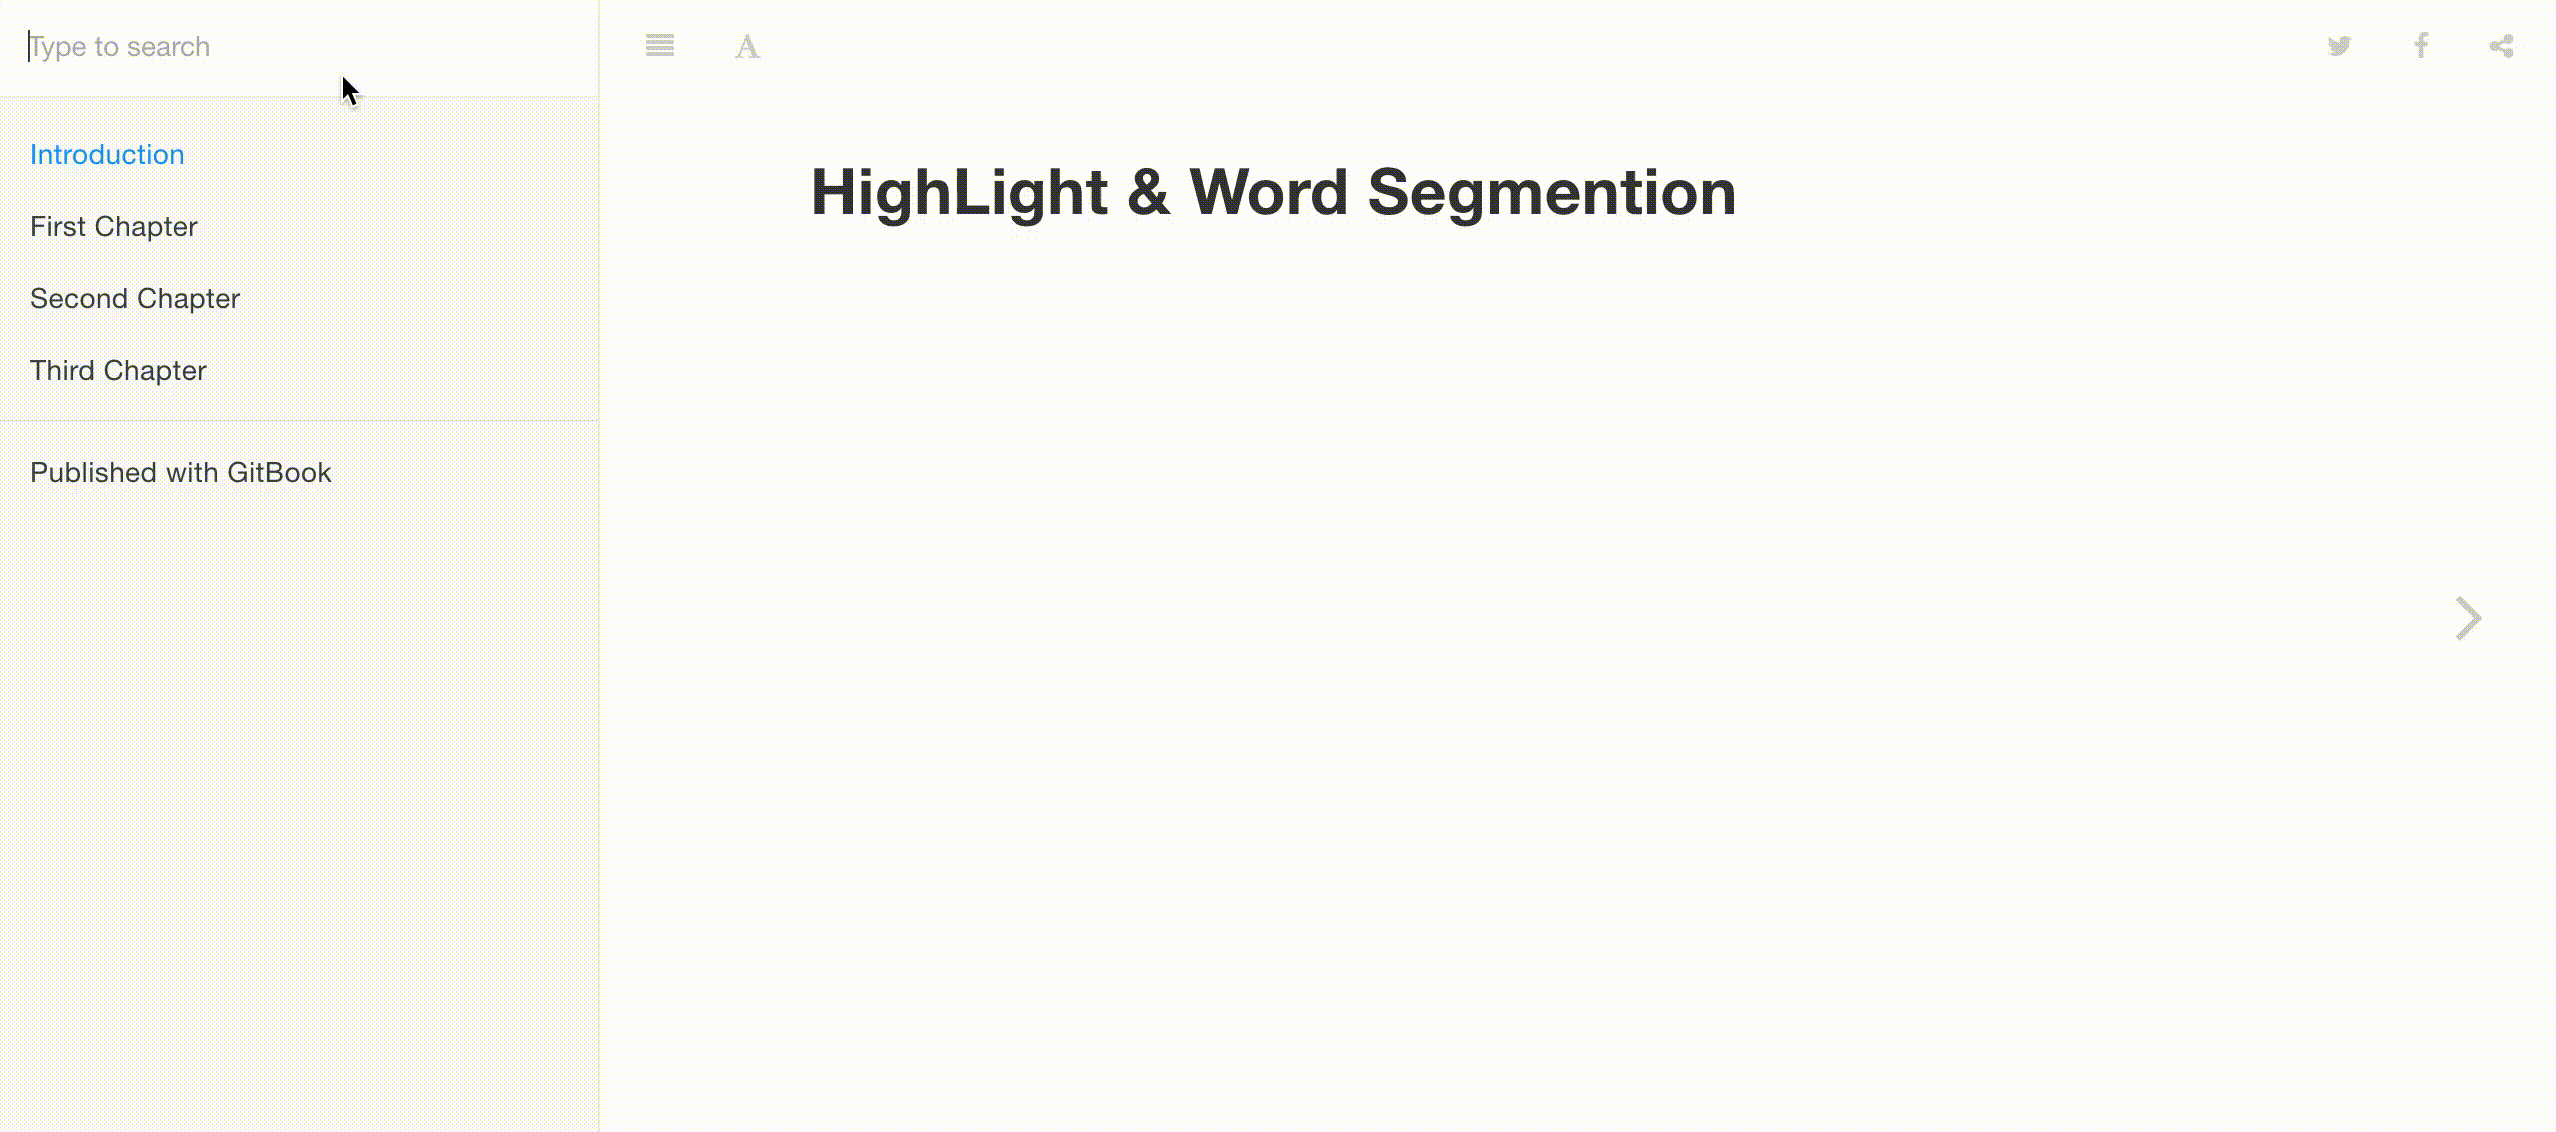 Type to search
Introduction
First Chapter
Second Chapter
Third Chapter
Published with GitBook
A
HighLight & Word Segmention